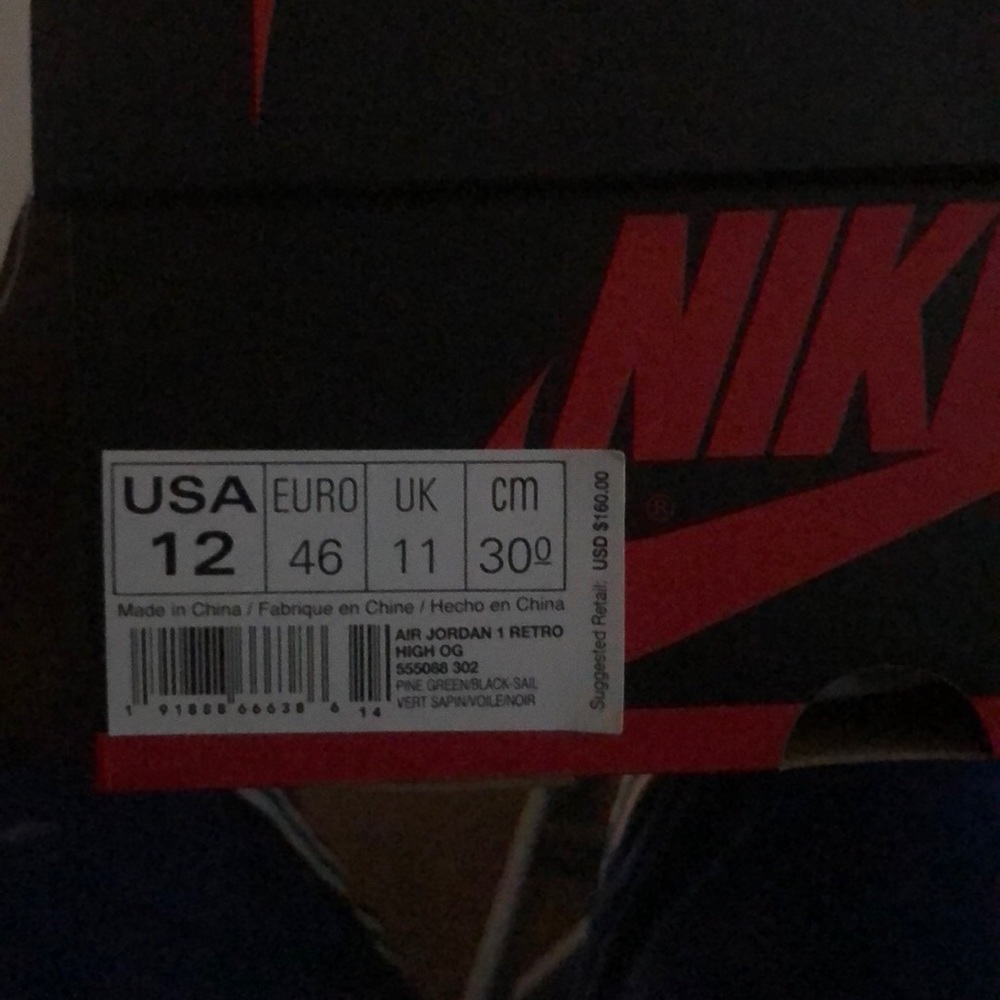 NIK
®
USA EURO UK cm
12 46 11 30º
Suggested Retail: USD $160.00
Made in China / Fabrique en Chine / Hecho en China
AIR JORDAN 1 RETRO
HIGH OG
555088 302
PINE GREEN/BLACK-SAIL
VERT SAPIN/VOILE/NOIR
1 91888 66638 6 14